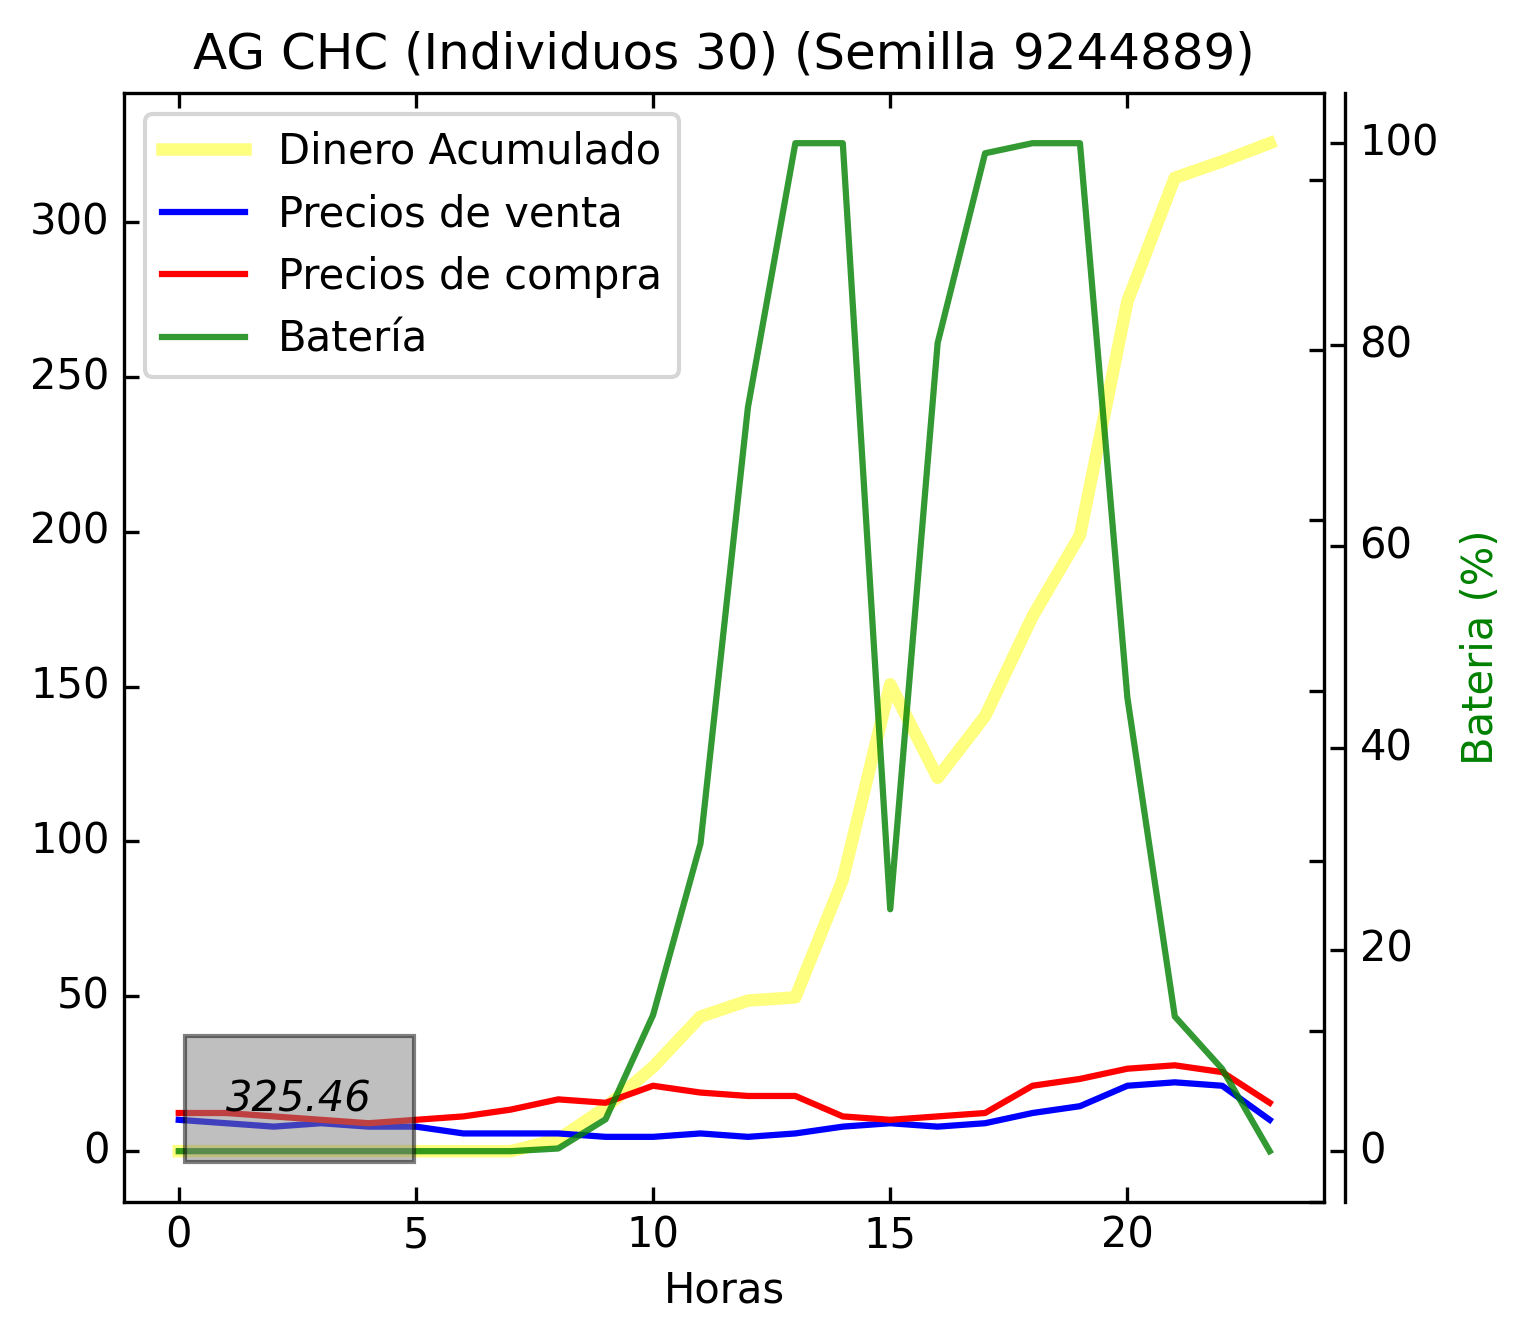 AG CHC (Individuos 30) (Semilla 9244889)
Dinero Acumulado
Precios de venta
Precios de compra
Batería
300
250
200
150
100
50
0
325.46
0
5
10
15
20
Horas
100
80
60
40
20
0
Bateria (%)